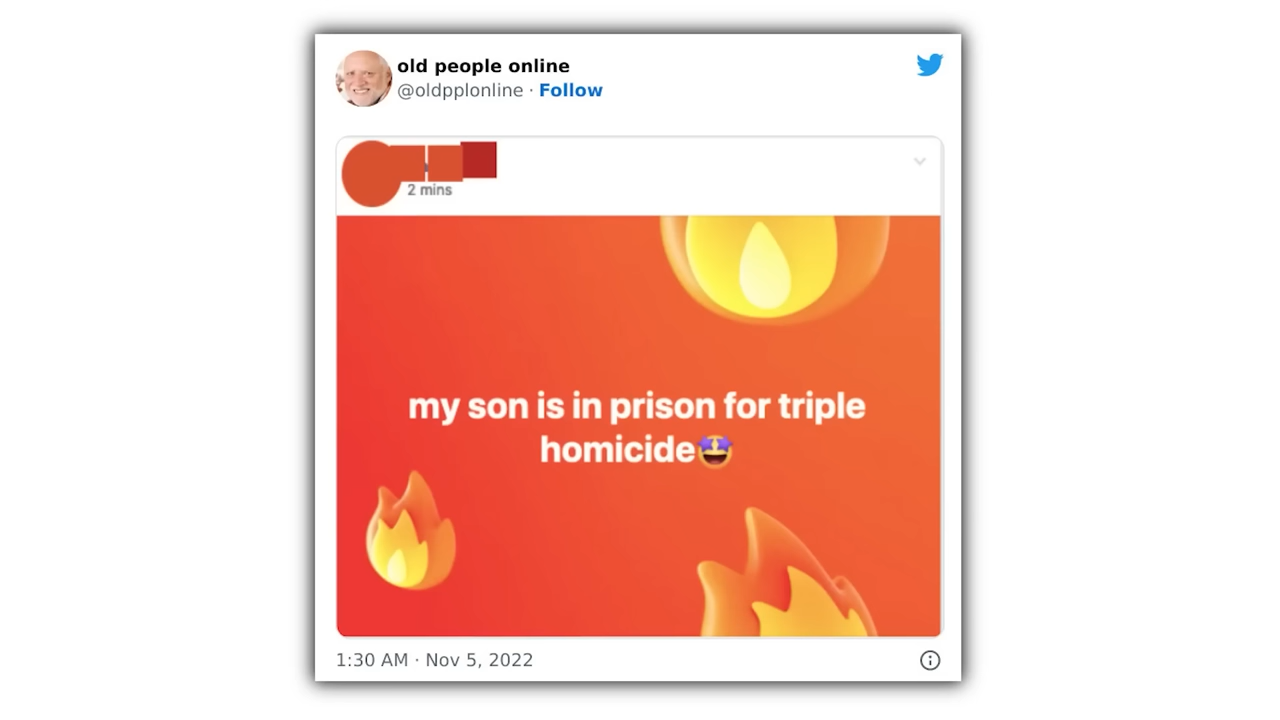 old people online
@oldpplonline · Follow
2 mins
my son is in prison for triple
homicide🤩
1:30 AM · Nov 5, 2022